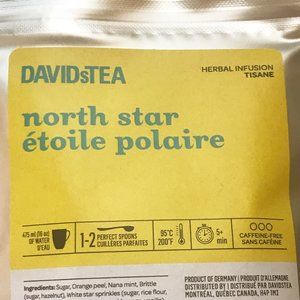 DAVIDsTEA
HERBAL INFUSION
TISANE
north star
étoile polaire
475 ml (16 oz)
OF WATER
D'EAU
1-2 PERFECT SPOONS
CUILLÈRES PARFAITES
95°C
200°F
5+
min
CAFFEINE-FREE
SANS CAFÉINE
Ingredients: Sugar, Orange peel, Nana mint, Brittle
(sugar, hazelnut), White star sprinkles (sugar, rice flour,
PRODUCT OF GERMANY | PRODUIT D'ALLEMAGNE
DISTRIBUTED BY | DISTRIBUÉ PAR DAVIDSTEA
MONTRÉAL, QUÉBEC CANADA, H4P 1M3